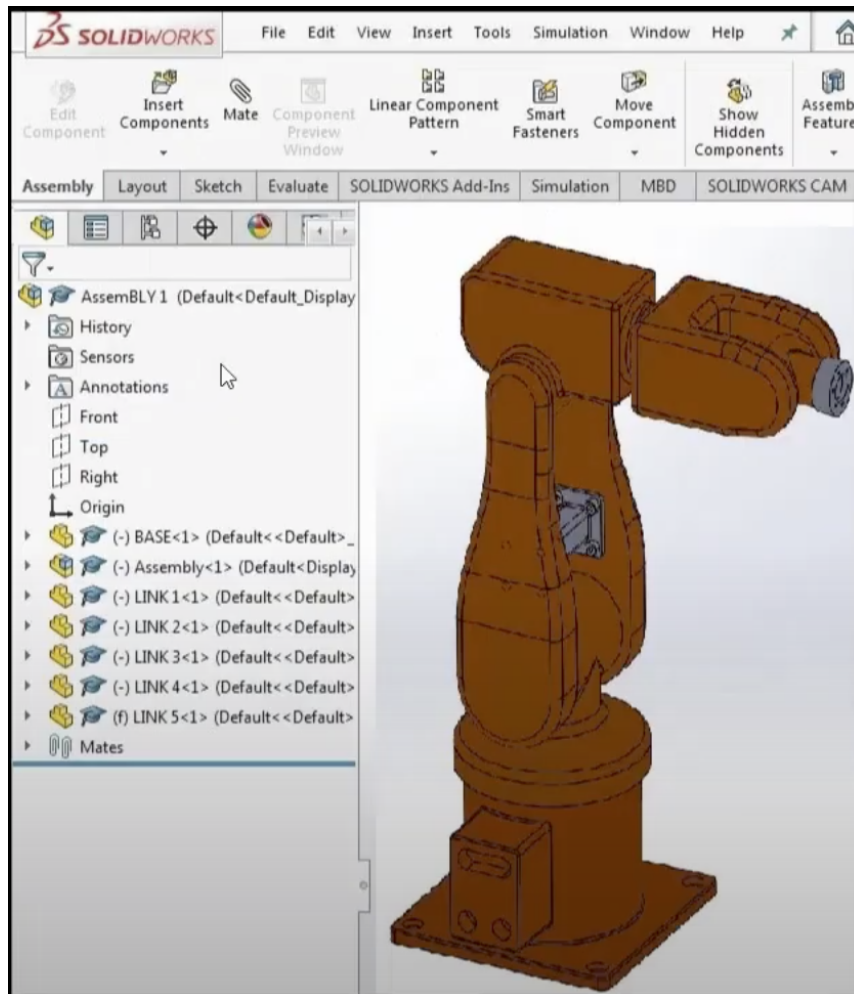 SOLIDWORKS File Edit View Insert Tools Simulation Window Help
Edit Component
Insert Components
Mate
Component Preview Window
Linear Component Pattern
Smart Fasteners
Move Component
Show Hidden Components
Assemb
Feature
Assembly Layout Sketch Evaluate SOLIDWORKS Add-Ins Simulation MBD SOLIDWORKS CAM
AssemBLY 1 (Default<Default_Display
History
Sensors
Annotations
Front
Top
Right
Origin
(-) BASE<1> (Default<<Default>_
(-) Assembly<1> (Default<Display
(-) LINK 1<1> (Default<<Default>
(-) LINK 2<1> (Default<<Default>
(-) LINK 3<1> (Default<<Default>
(-) LINK 4<1> (Default<<Default>
(f) LINK 5<1> (Default<<Default>
Mates